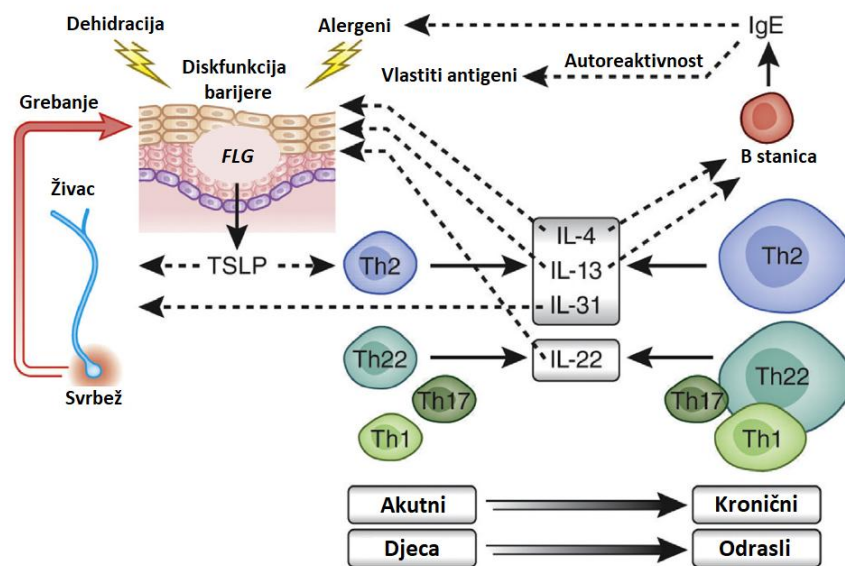 Dehidracija
Alergeni
IgE
Diskfunkcija
barijere
Autoreaktivnost
Vlastiti antigeni
Grebanje
FLG
B stanica
Živac
IL-4
Th2
TSLP
Th2
IL-13
IL-31
Th22
IL-22
Th22
Svrbež
Th17
Th17
Th1
Th1
Akutni
Kronični
Djeca
Odrasli